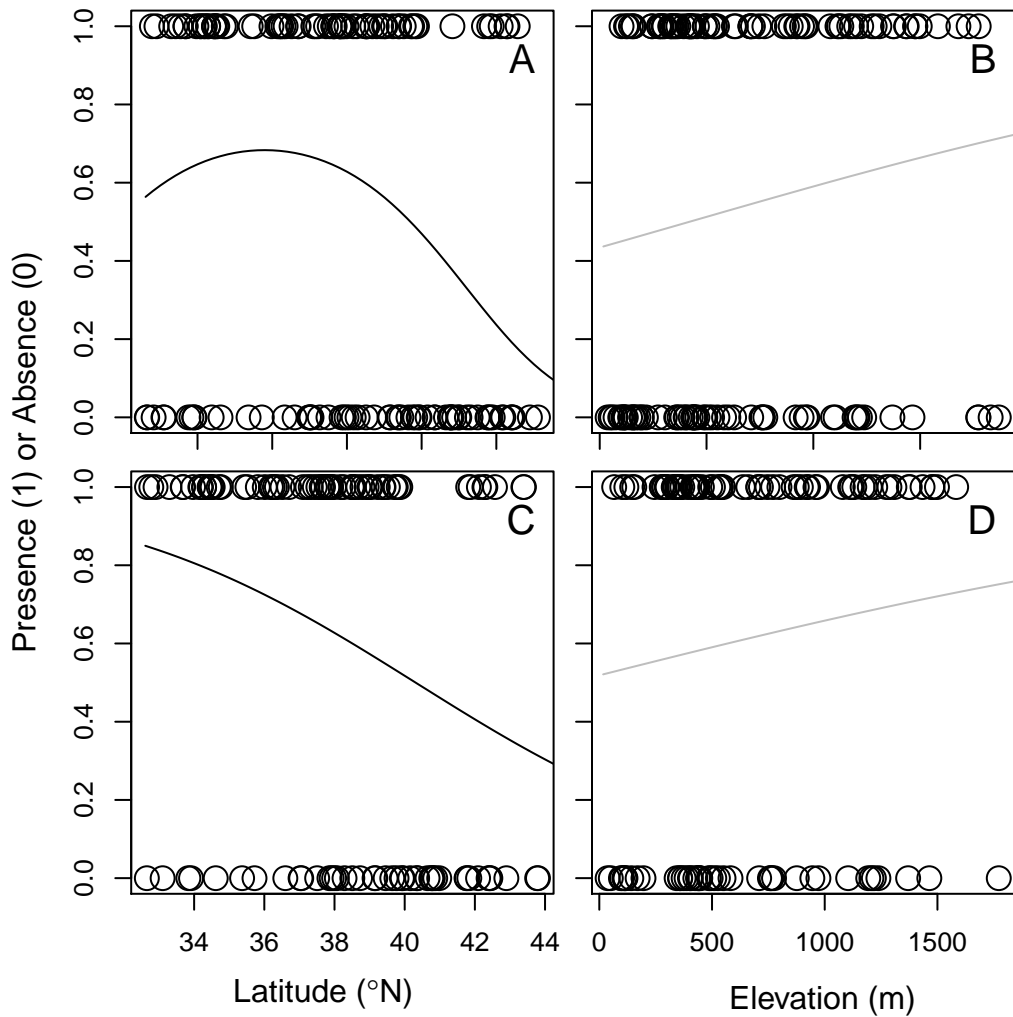 Presence (1) or Absence (0)
0.0 0.2 0.4 0.6 0.8 1.0
A
B
0.0 0.2 0.4 0.6 0.8 1.0
C
D
34 36 38 40 42 44
0 500 1000 1500
Latitude (°N)
Elevation (m)